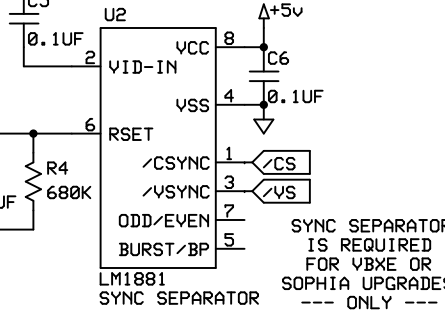 C5
0.1UF
U2
+5v
2
VID-IN
VCC
8
C6
0.1UF
VSS
4
6
RSET
R4
680K
UF
/CSYNC
1
/CS
/VSYNC
3
/VS
ODD/EVEN
7
BURST/BP
5
LM1881
SYNC SEPARATOR
SYNC SEPARATOR
IS REQUIRED
FOR VBXE OR
SOPHIA UPGRADES
--- ONLY ---